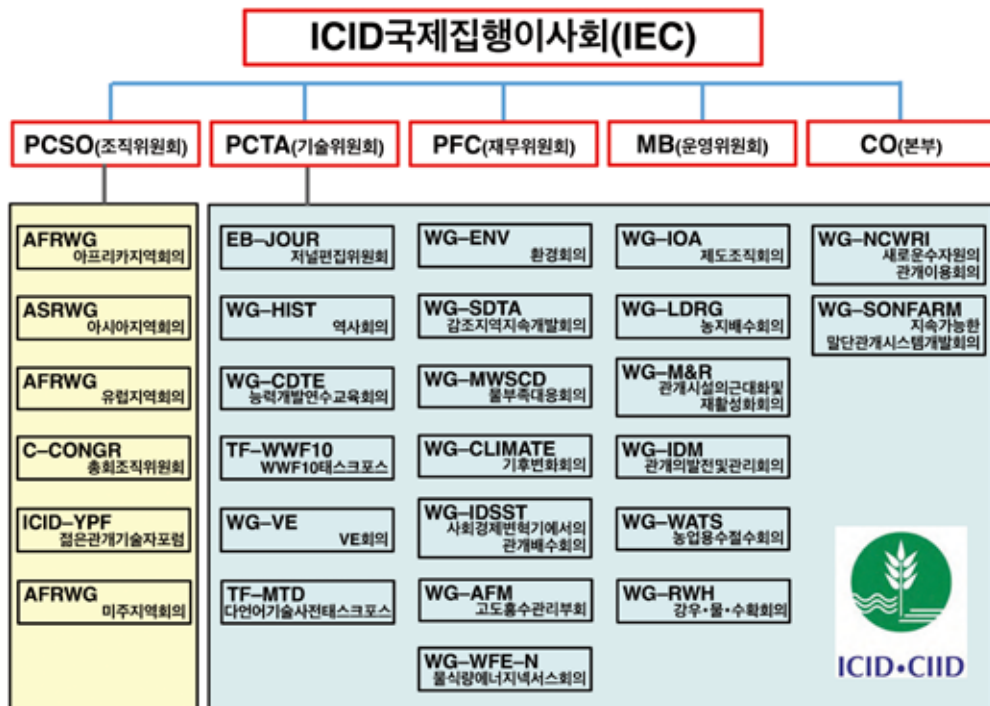 ICID국제집행이사회(IEC)
PCSO(조직위원회)
PCTA(기술위원회)
PFC(재무위원회)
MB(운영위원회)
CO(본부)
AFRWG
아프리카지역회의
ASRWG
아시아지역회의
AFRWG
유럽지역회의
C-CONGR
총회조직위원회
ICID-YPF
젊은관개기술자포럼
AFRWG
미주지역회의
EB-JOUR
저널편집위원회
WG-HIST
역사회의
WG-CDTE
능력개발연수교육회의
TF-WWF10
WWF10태스크포스
WG-VE
VE회의
TF-MTD
다언어기술사전태스크포스
WG-ENV
환경회의
WG-SDTA
감조지역지속개발회의
WG-MWSCD
물부족대응회의
WG-CLIMATE
기후변화회의
WG-IDSST
사회경제변혁기에서의
관개배수회의
WG-AFM
고도홍수관리부회
WG-WFE-N
물식량에너지넥서스회의
WG-IOA
제도조직회의
WG-LDRG
농지배수회의
WG-M&R
관개시설의근대화및
재활성화회의
WG-IDM
관개의발전및관리회의
WG-WATS
농업용수절수회의
WG-RWH
강우·물·수확회의
WG-NCWRI
새로운수자원의
관개이용회의
WG-SONFARM
지속가능한
말단관개시스템개발회의
ICID•CIID